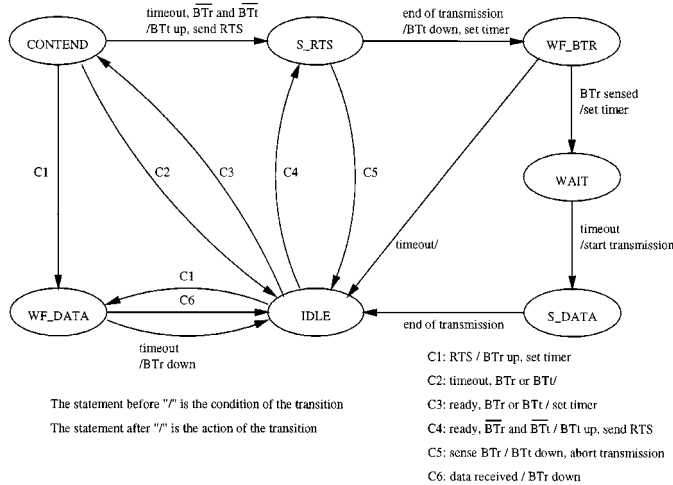 timeout, B̅T̅r̅ and B̅T̅t̅
/BTt up, send RTS
end of transmission
/BTt down, set timer
CONTEND
S_RTS
WF_BTR
BTr sensed
/set timer
C1
C2
C3
C4
C5
WAIT
timeout/
timeout
/start transmission
C1
C6
WF_DATA
IDLE
S_DATA
timeout
/BTr down
end of transmission
C1: RTS / BTr up, set timer
C2: timeout, BTr or BTt/
C3: ready, BTr or BTt / set timer
C4: ready, B̅T̅r̅ and B̅T̅t̅ / BTt up, send RTS
C5: sense BTr / BTt down, abort transmission
C6: data received / BTr down
The statement before "/" is the condition of the transition
The statement after "/" is the action of the transition